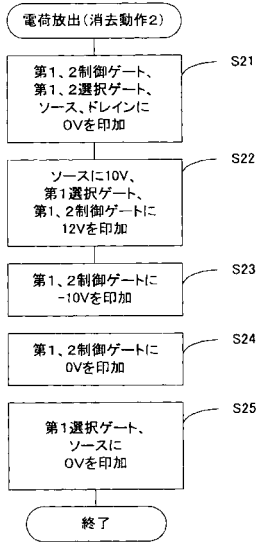 電荷放出(消去動作2)
第1、2制御ゲート、
第1、2選択ゲート、
ソース、ドレインに
0Vを印加
S21
ソースに10V、
第1選択ゲート、
第1、2制御ゲートに
12Vを印加
S22
第1、2制御ゲートに
-10Vを印加
S23
第1、2制御ゲートに
0Vを印加
S24
第1選択ゲート、
ソースに
0Vを印加
S25
終了